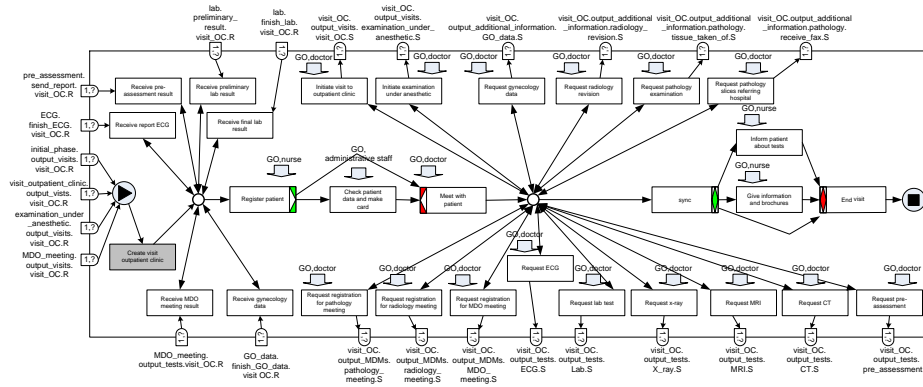 lab.
preliminary_
result.
visit_OC.R
lab.
finish_lab.
visit_OC.R
visit_OC.
output_visits.
visit_OC.S
visit_OC.
output_visits.
examination_under_
anesthetic.S
visit_OC.
output_additional_information.
GO_data.S
visit_OC.output_additional
_information.radiology_
revision.S
visit_OC.output_additional
_information.pathology.
tissue_taken_of.S
visit_OC.output_additional
_information.pathology.
receive_fax.S
GO,doctor
GO,doctor
GO,doctor
GO,doctor
GO,doctor
GO,doctor
pre_assessment.
send_report.
visit_OC.R
1,?
Receive pre-
assessment result
Receive preliminary
lab result
Initiate visit to
outpatient clinic
Initiate examination
under anesthetic
Request gynecology
data
Request radiology
revision
Request pathology
examination
Request pathology
slices referring
hospital
ECG.
finish_ECG.
visit_OC.R
1,?
Receive report ECG
Receive final lab
result
GO,nurse
Inform patient
about tests
initial_phase.
output_visits.
visit_OC.R
1,?
GO,nurse
GO,
administrative staff
GO,doctor
GO,nurse
visit_outpatient_clinic.
output_vists.
visit_OC.R
1,?
Register patient
Check patient
data and make
card
Meet with
patient
sync
Give information
and brochures
End visit
examination_under
_anesthetic.
output_visits.
visit_OC.R
1,?
MDO_meeting.
output_visits.
visit_OC.R
1,?
Create visit
outpatient clinic
GO,doctor
GO,doctor
GO,doctor
GO,doctor
Request ECG
GO,doctor
GO,doctor
GO,doctor
GO,doctor
GO,doctor
Receive MDO
meeting result
Receive gynecology
data
Request registration
for pathology
meeting
Request registration
for radiology meeting
Request registration
for MDO meeting
Request lab test
Request x-ray
Request MRI
Request CT
Request pre-
assessment
MDO_meeting.
output_tests.visit_OC.R
GO_data.
finish_GO_data.
visit OC.R
visit_OC.
output_MDMs.
pathology_
meeting.S
visit_OC.
output_MDMs.
radiology_
meeting.S
visit_OC.
output_MDMs.
MDO_
meeting.S
visit_OC.
output_tests.
ECG.S
visit_OC.
output_tests.
Lab.S
visit_OC.
output_tests.
X_ray.S
visit_OC.
output_tests.
MRI.S
visit_OC.
output_tests.
CT.S
visit_OC.
output_tests.
pre_assessment.